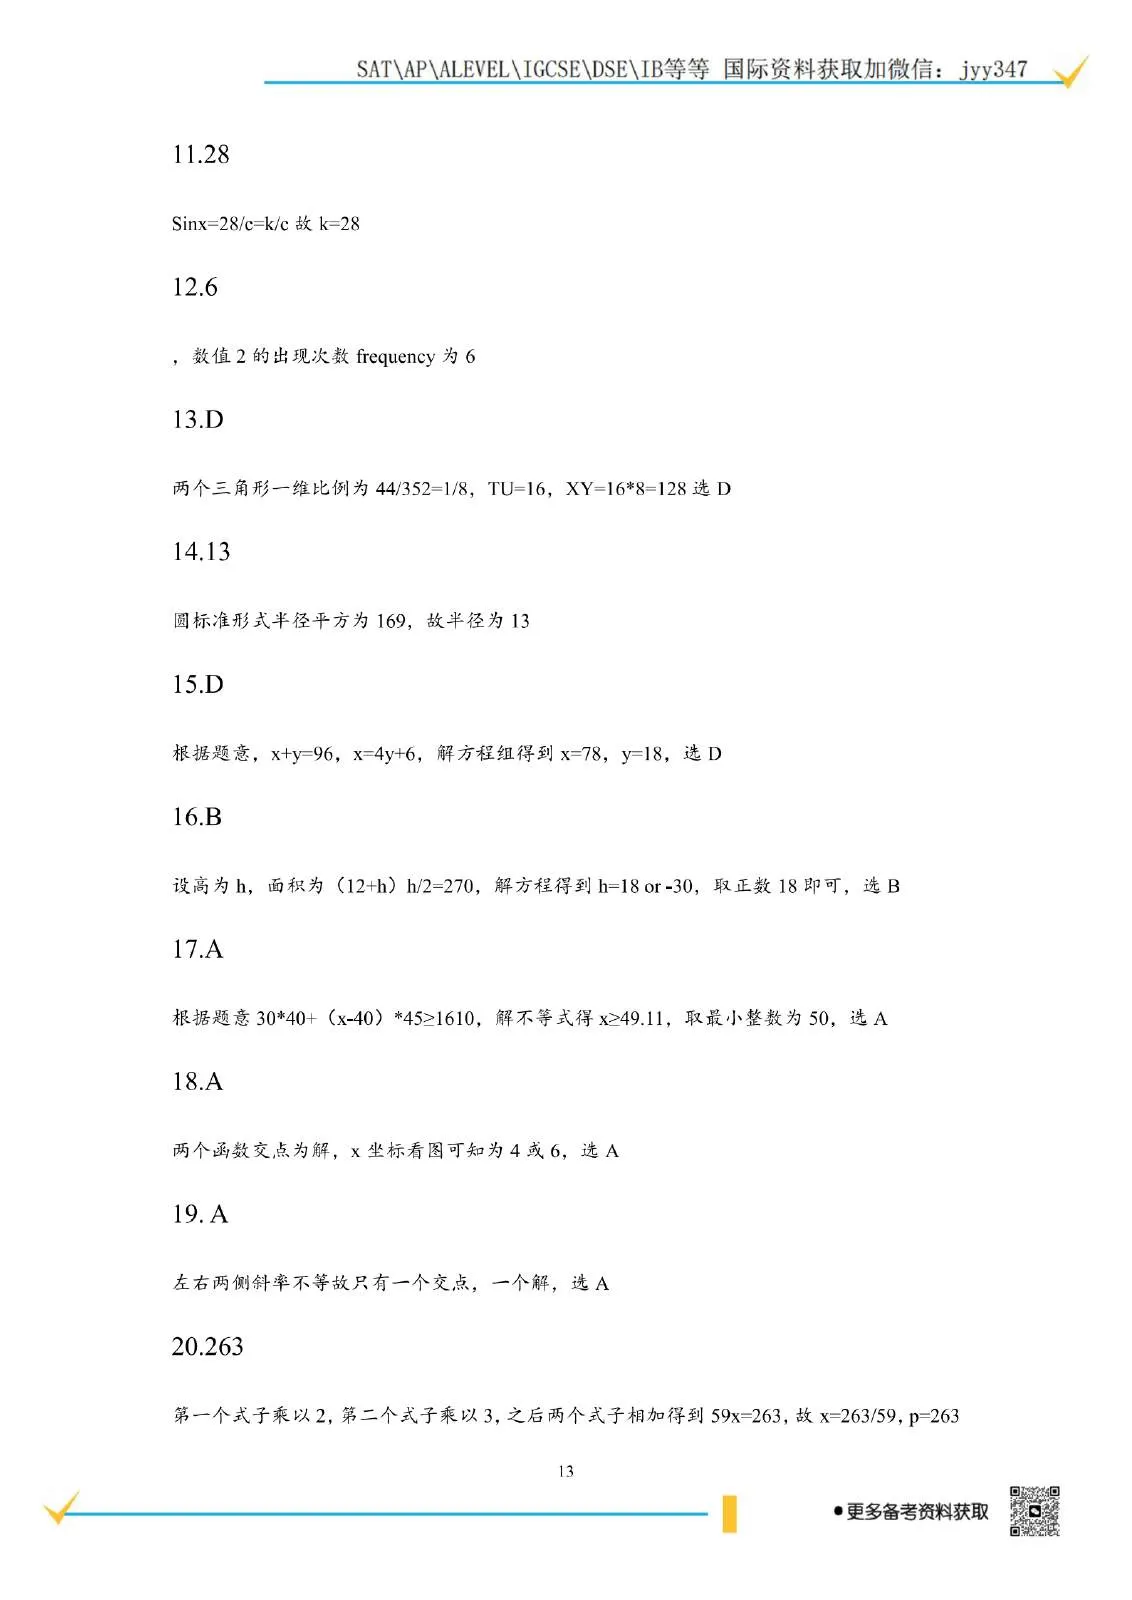 SAT\AP\ALEVEL\IGCSE\DSE\IB等等 国际资料获取加微信：jyy347
11.28
Sinx=28/c=k/c 故 k=28
12.6
，数值 2 的出现次数 frequency 为 6
13.D
两个三角形一维比例为 44/352=1/8，TU=16，XY=16*8=128 选 D
14.13
圆标准形式半径平方为 169，故半径为 13
15.D
根据题意，x+y=96，x=4y+6，解方程组得到 x=78，y=18，选 D
16.B
设高为 h，面积为（12+h）h/2=270，解方程得到 h=18 or -30，取正数 18 即可，选 B
17.A
根据题意 30*40+（x-40）*45≥1610，解不等式得 x≥49.11，取最小整数为 50，选 A
18.A
两个函数交点为解，x 坐标看图可知为 4 或 6，选 A
19. A
左右两侧斜率不等故只有一个交点，一个解，选 A
20.263
第一个式子乘以 2，第二个式子乘以 3，之后两个式子相加得到 59x=263，故 x=263/59，p=263
13
●更多备考资料获取